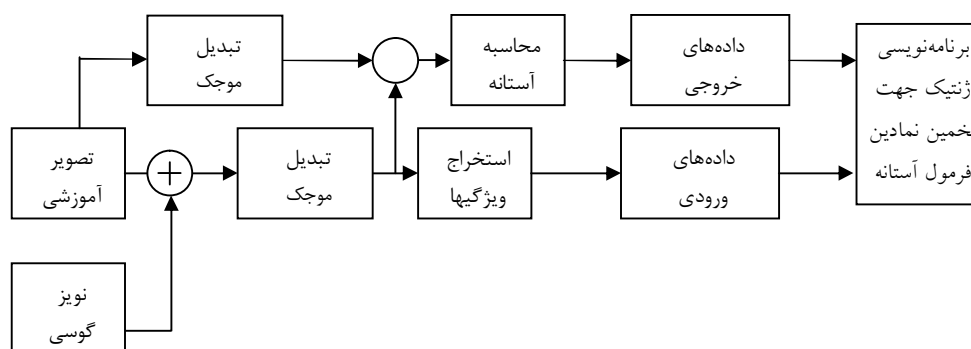 تبدیل
موجک
محاسبه
آستانه
داده‌های
خروجی
برنامه‌نویسی
ژنتیک جهت
تخمین نمادین
فرمول آستانه
تصویر
آموزشی
+
تبدیل
موجک
استخراج
ویژگیها
داده‌های
ورودی
نویز
گوسی